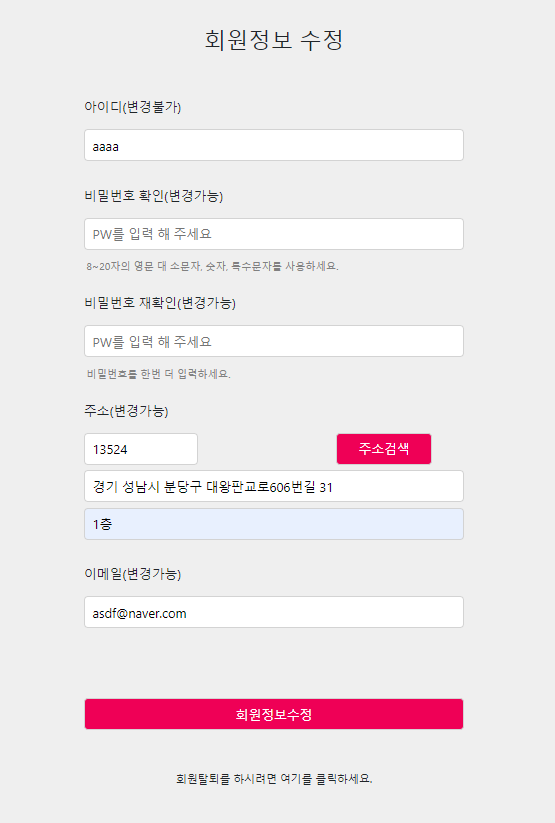 회원정보 수정
아이디(변경불가)
aaaa
비밀번호 확인(변경가능)
PW를 입력 해 주세요
8~20자의 영문 대 소문자, 숫자, 특수문자를 사용하세요.
비밀번호 재확인(변경가능)
PW를 입력 해 주세요
비밀번호를 한번 더 입력하세요.
주소(변경가능)
13524 주소검색
경기 성남시 분당구 대왕판교로606번길 31
1층
이메일(변경가능)
asdf@naver.com
회원정보수정
회원탈퇴를 하시려면 여기를 클릭하세요.